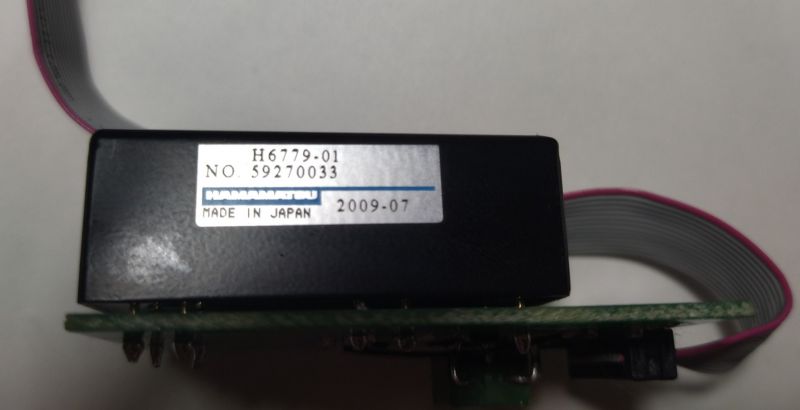 H6779-01
NO. 59270033
HAMAMATSU
MADE IN JAPAN 2009-07